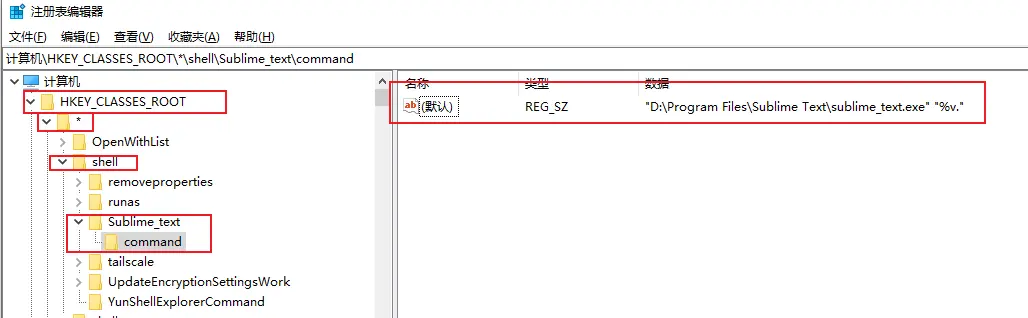 注册表编辑器
文件(F) 编辑(E) 查看(V) 收藏夹(A) 帮助(H)
计算机\HKEY_CLASSES_ROOT\*\shell\Sublime_text\command
计算机
HKEY_CLASSES_ROOT
*
OpenWithList
shell
removeproperties
runas
Sublime_text
command
tailscale
UpdateEncryptionSettingsWork
YunShellExplorerCommand
名称 类型 数据
ab (默认) REG_SZ "D:\Program Files\Sublime Text\sublime_text.exe" "%v."